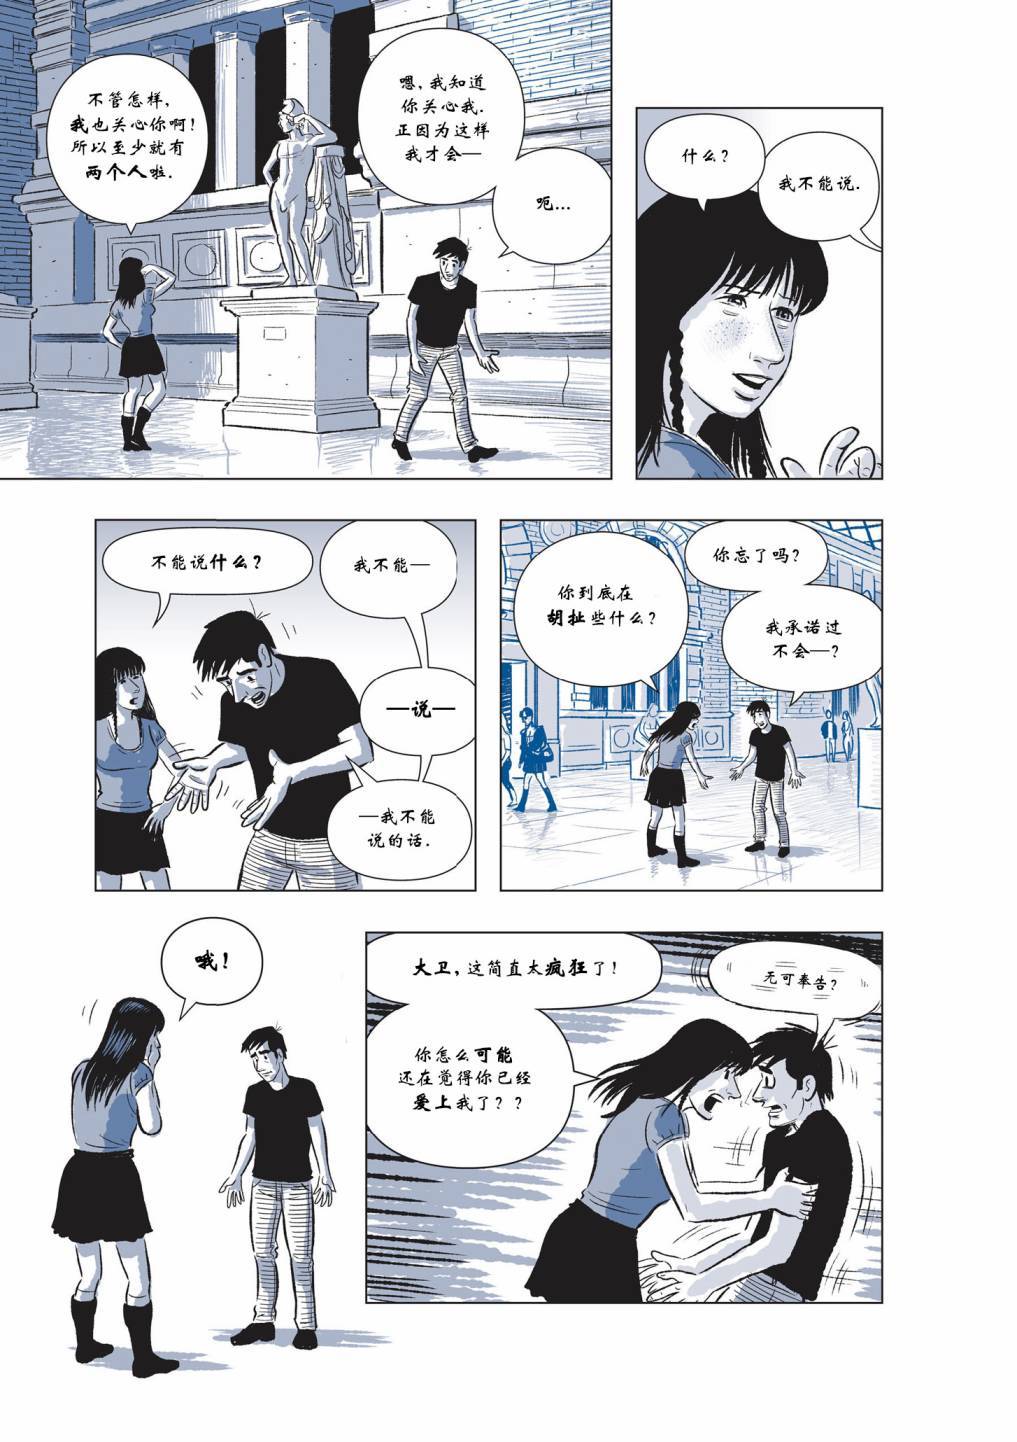 不管怎样,
我也关心你啊!
所以至少就有
两个人啦.
嗯,我知道
你关心我.
正因为这样
我才会—
呃...
什么?
我不能说.
不能说什么?
我不能—
—说—
—我不能
说的话.
你到底在
胡扯些什么?
你忘了吗?
我承诺过
不会—?
哦!
大卫,这简直太疯狂了!
你怎么可能
还在觉得你已经
爱上我了??
无可奉告?